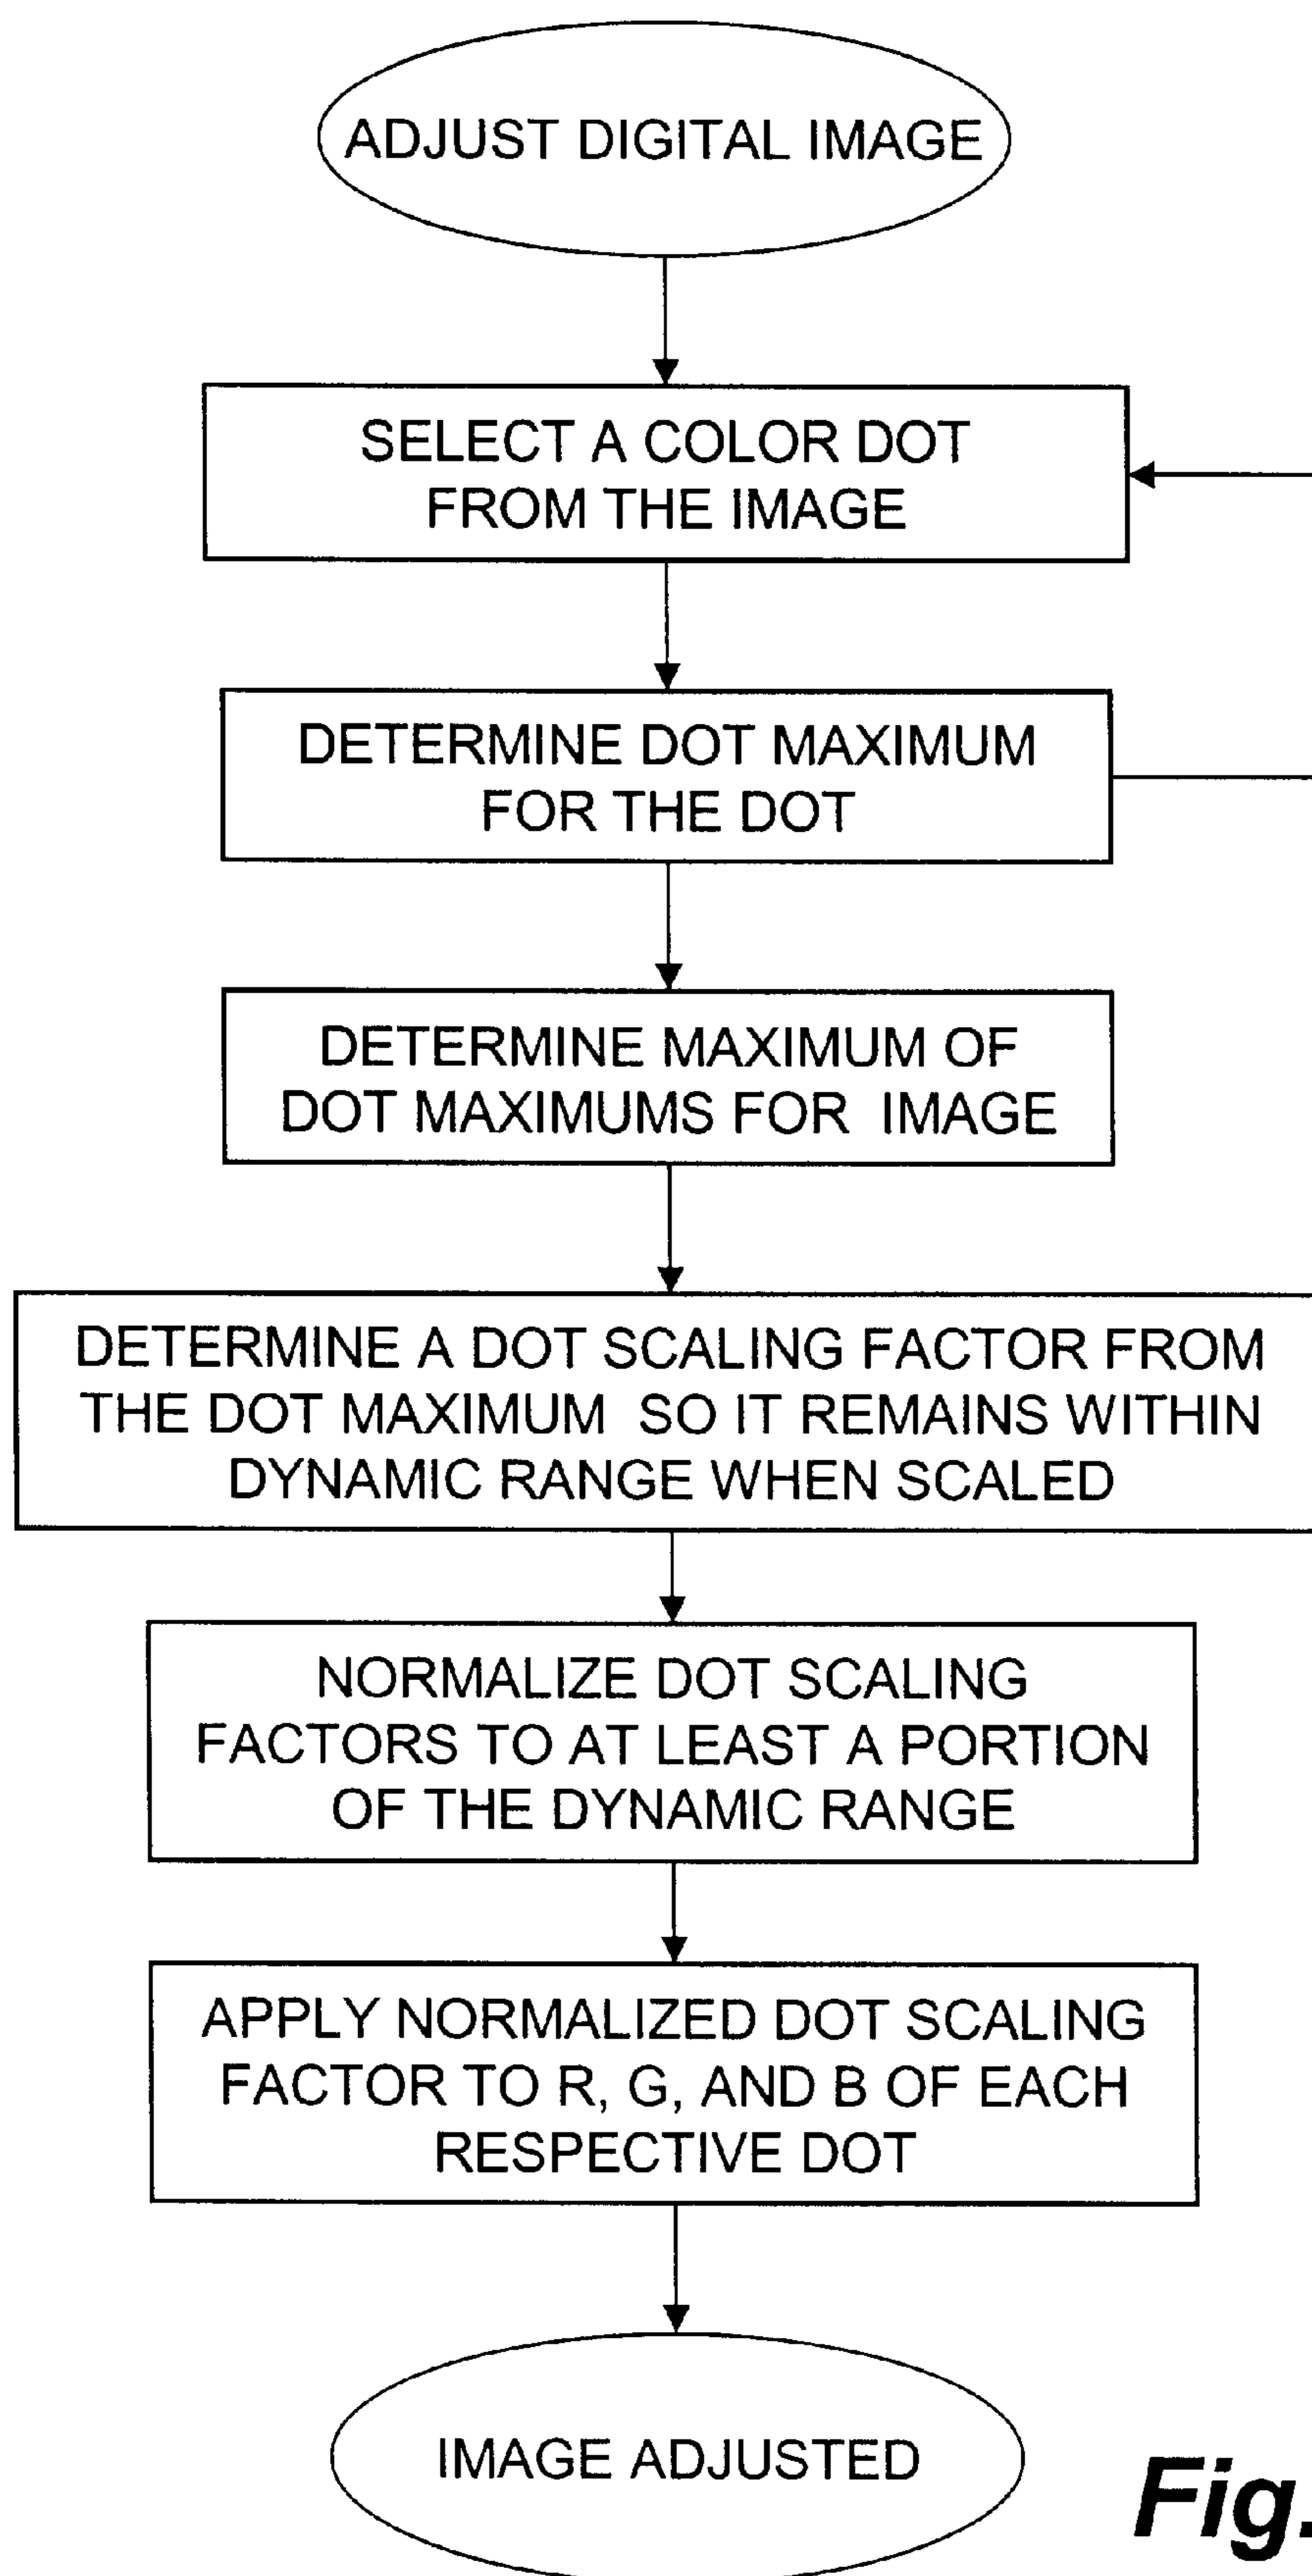 ADJUST DIGITAL IMAGE
SELECT A COLOR DOT
FROM THE IMAGE
DETERMINE DOT MAXIMUM
FOR THE DOT
DETERMINE MAXIMUM OF
DOT MAXIMUMS FOR IMAGE
DETERMINE A DOT SCALING FACTOR FROM
THE DOT MAXIMUM SO IT REMAINS WITHIN
DYNAMIC RANGE WHEN SCALED
NORMALIZE DOT SCALING
FACTORS TO AT LEAST A PORTION
OF THE DYNAMIC RANGE
APPLY NORMALIZED DOT SCALING
FACTOR TO R, G, AND B OF EACH
RESPECTIVE DOT
IMAGE ADJUSTED
Fig.